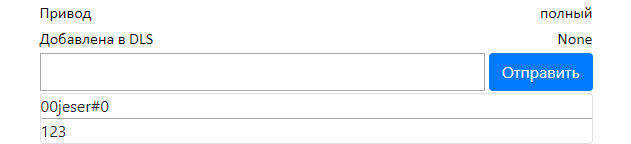 Привод полный
Добавлена в DLS None
Отправить
00jeser#0
123